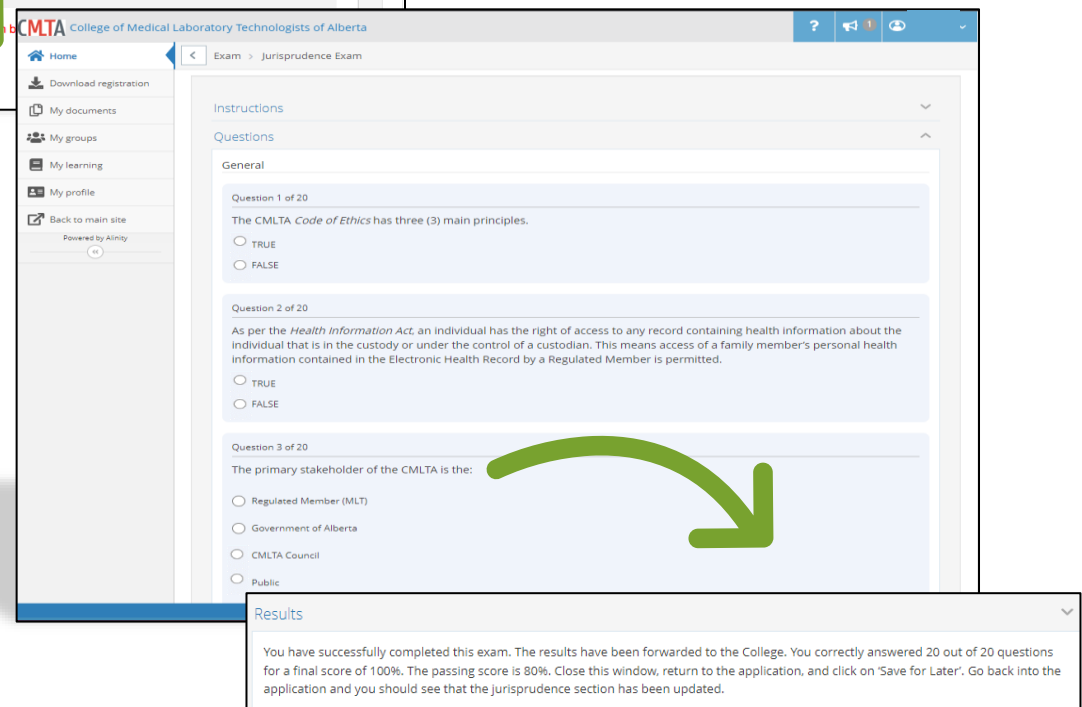 CMLTA College of Medical Laboratory Technologists of Alberta
? 1
Home
Exam > Jurisprudence Exam
Download registration
My documents
My groups
My learning
My profile
Back to main site
Powered by Alinity
Instructions
Questions
General
Question 1 of 20
The CMLTA Code of Ethics has three (3) main principles.
TRUE
FALSE
Question 2 of 20
As per the Health Information Act, an individual has the right of access to any record containing health information about the
individual that is in the custody or under the control of a custodian. This means access of a family member's personal health
information contained in the Electronic Health Record by a Regulated Member is permitted.
TRUE
FALSE
Question 3 of 20
The primary stakeholder of the CMLTA is the:
Regulated Member (MLT)
Government of Alberta
CMLTA Council
Public
Results
You have successfully completed this exam. The results have been forwarded to the College. You correctly answered 20 out of 20 questions
for a final score of 100%. The passing score is 80%. Close this window, return to the application, and click on ‘Save for Later’. Go back into the
application and you should see that the jurisprudence section has been updated.